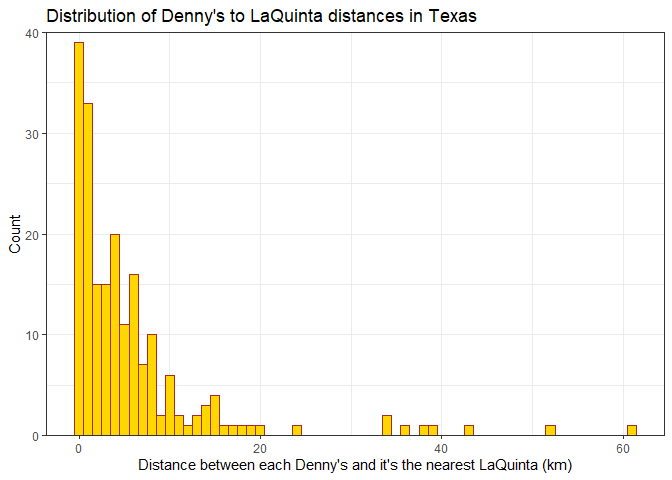 Distribution of Denny's to LaQuinta distances in Texas
40
30
20
10
0
Count
0 20 40 60
Distance between each Denny's and it's the nearest LaQuinta (km)